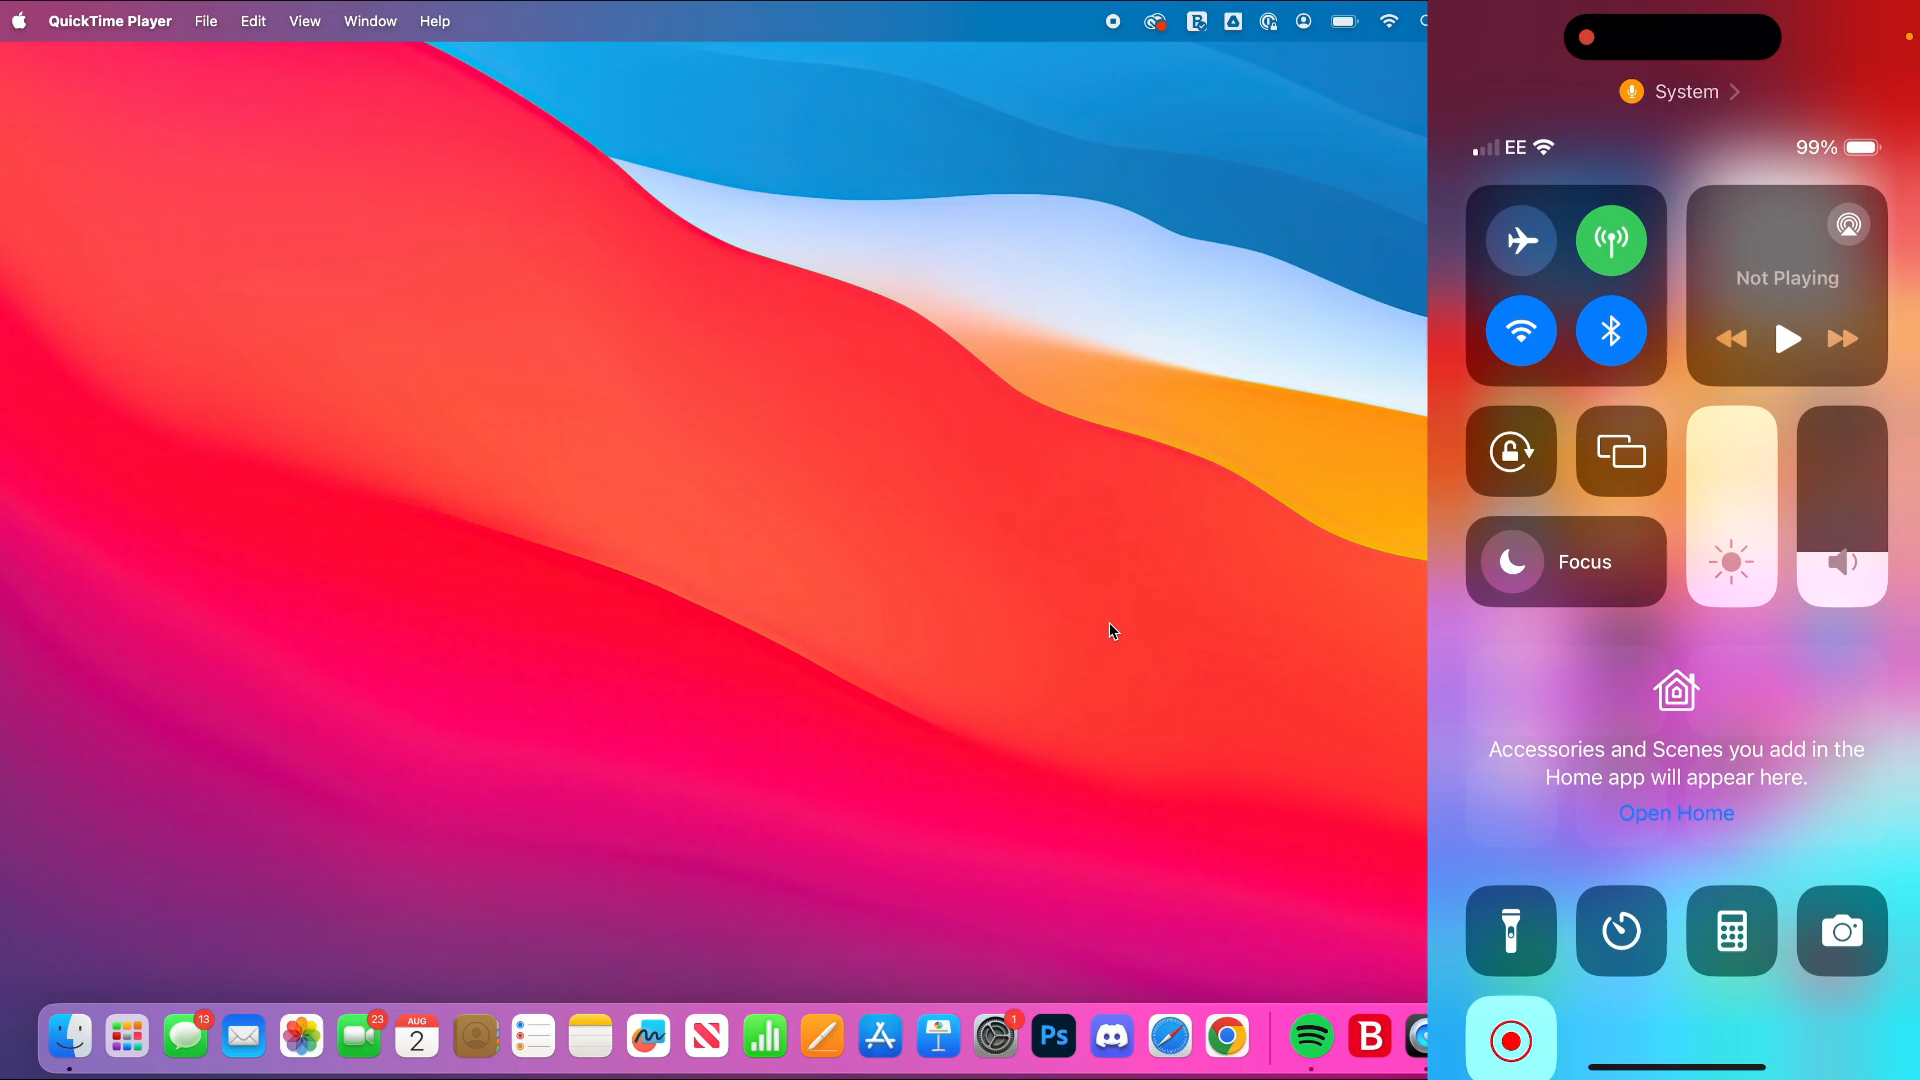 QuickTime Player File Edit View Window Help
System
EE 99%
Not Playing
Focus
Accessories and Scenes you add in the
Home app will appear here.
Open Home
13
23
AUG
2
1
Ps
B